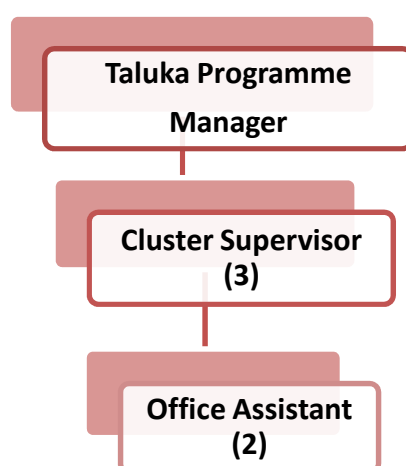 Taluka Programme
Manager
Cluster Supervisor
(3)
Office Assistant
(2)